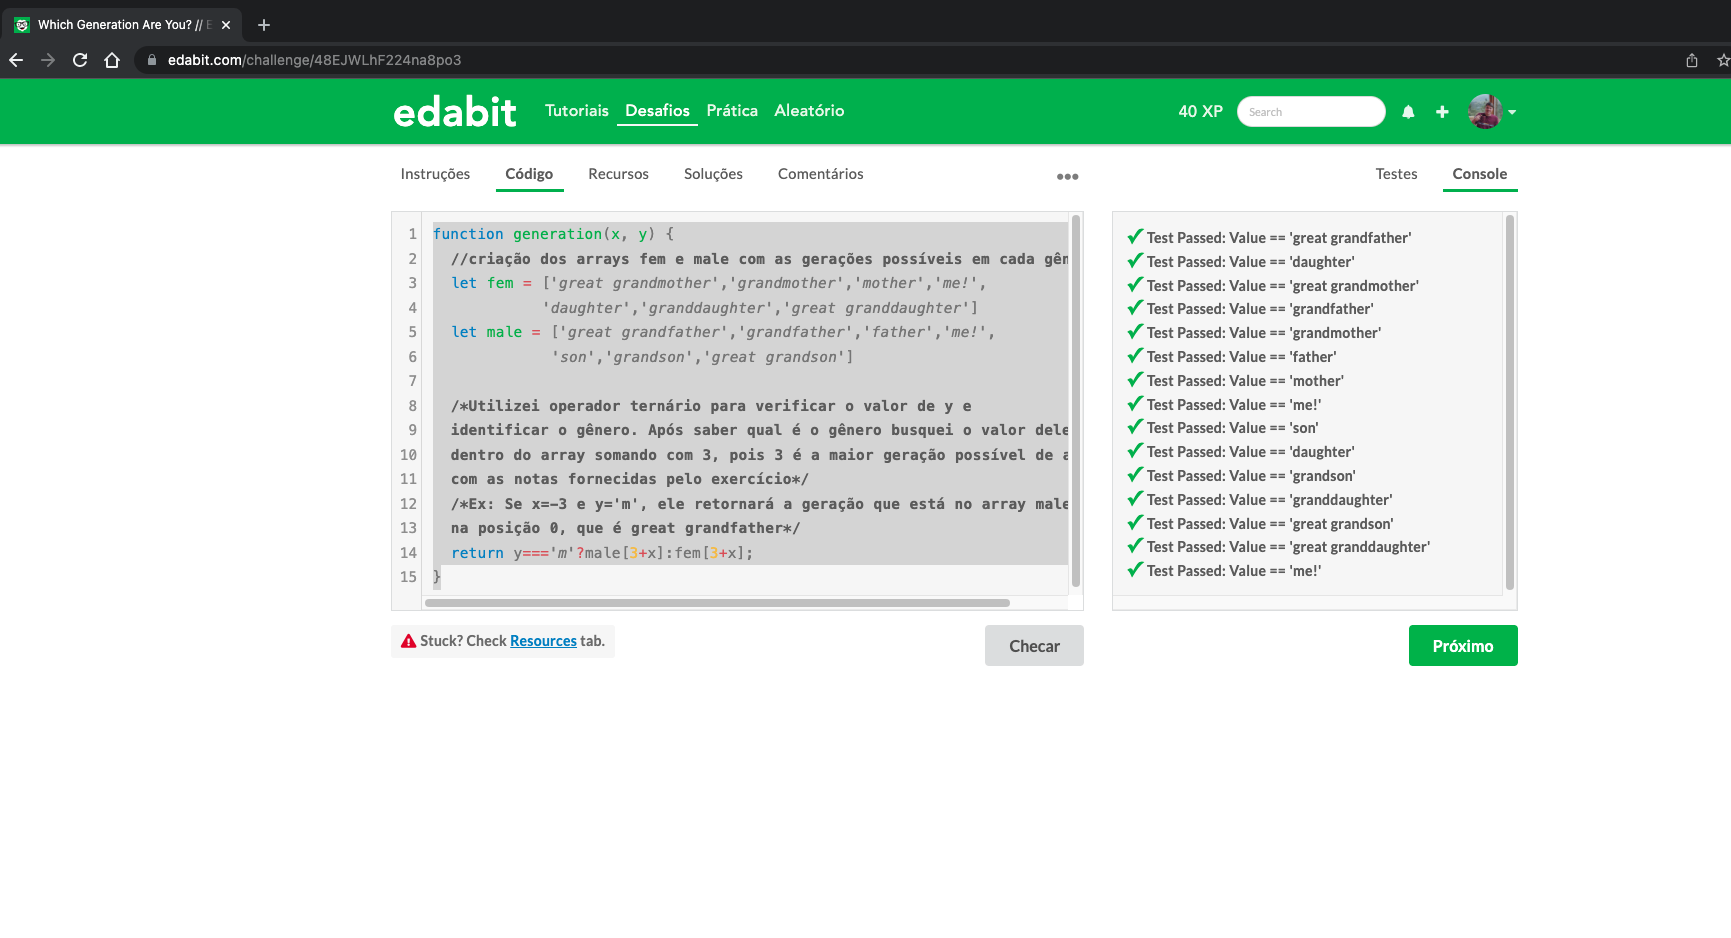 Which Generation Are You? // E
edabit.com/challenge/48EJWLhF224na8po3
edabit Tutoriais Desafios Prática Aleatório 40 XP Search
Instruções Código Recursos Soluções Comentários ••• Testes Console
1 function generation(x, y) {
2 //criação dos arrays fem e male com as gerações possíveis em cada gên
3 let fem = ['great grandmother','grandmother','mother','me!',
4 'daughter','granddaughter','great granddaughter']
5 let male = ['great grandfather','grandfather','father','me!',
6 'son','grandson','great grandson']
7
8 /*Utilizei operador ternário para verificar o valor de y e
9 identificar o gênero. Após saber qual é o gênero busquei o valor dele
10 dentro do array somando com 3, pois 3 é a maior geração possível de a
11 com as notas fornecidas pelo exercício*/
12 /*Ex: Se x=-3 e y='m', ele retornará a geração que está no array male
13 na posição 0, que é great grandfather*/
14 return y==='m'?male[3+x]:fem[3+x];
15 }
Test Passed: Value == 'great grandfather'
Test Passed: Value == 'daughter'
Test Passed: Value == 'great grandmother'
Test Passed: Value == 'grandfather'
Test Passed: Value == 'grandmother'
Test Passed: Value == 'father'
Test Passed: Value == 'mother'
Test Passed: Value == 'me!'
Test Passed: Value == 'son'
Test Passed: Value == 'daughter'
Test Passed: Value == 'grandson'
Test Passed: Value == 'granddaughter'
Test Passed: Value == 'great grandson'
Test Passed: Value == 'great granddaughter'
Test Passed: Value == 'me!'
Stuck? Check Resources tab.
Checar
Próximo